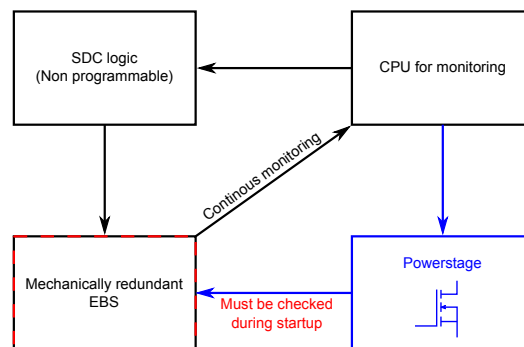 SDC logic
(Non programmable)
CPU for monitoring
Continous monitoring
Mechanically redundant
EBS
Must be checked
during startup
Powerstage